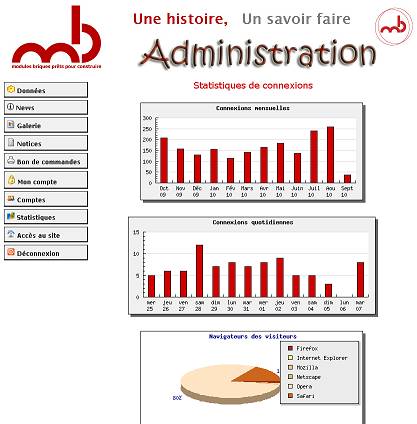 Une histoire, Un savoir faire
mb
modules briques prêts pour construire
Administration
mb
Données
News
Galerie
Notices
Bon de commandes
Mon compte
Comptes
Statistiques
Accès au site
Déconnexion
Statistiques de connexions
Connexions mensuelles
300
250
200
150
100
50
0
Oct Nov Déc Jan Fév Mars Avr Mai Juin Juil Aou Sept
09 09 09 10 10 10 10 10 10 10 10 10
Connexions quotidiennes
15
10
5
0
mer jeu ven sam dim lun mar mer jeu ven sam dim lun mar
25 26 27 28 29 30 31 01 02 03 04 05 06 07
Navigateurs des visiteurs
Firefox
Internet Explorer
Mozilla
Netscape
Opera
Safari
80%